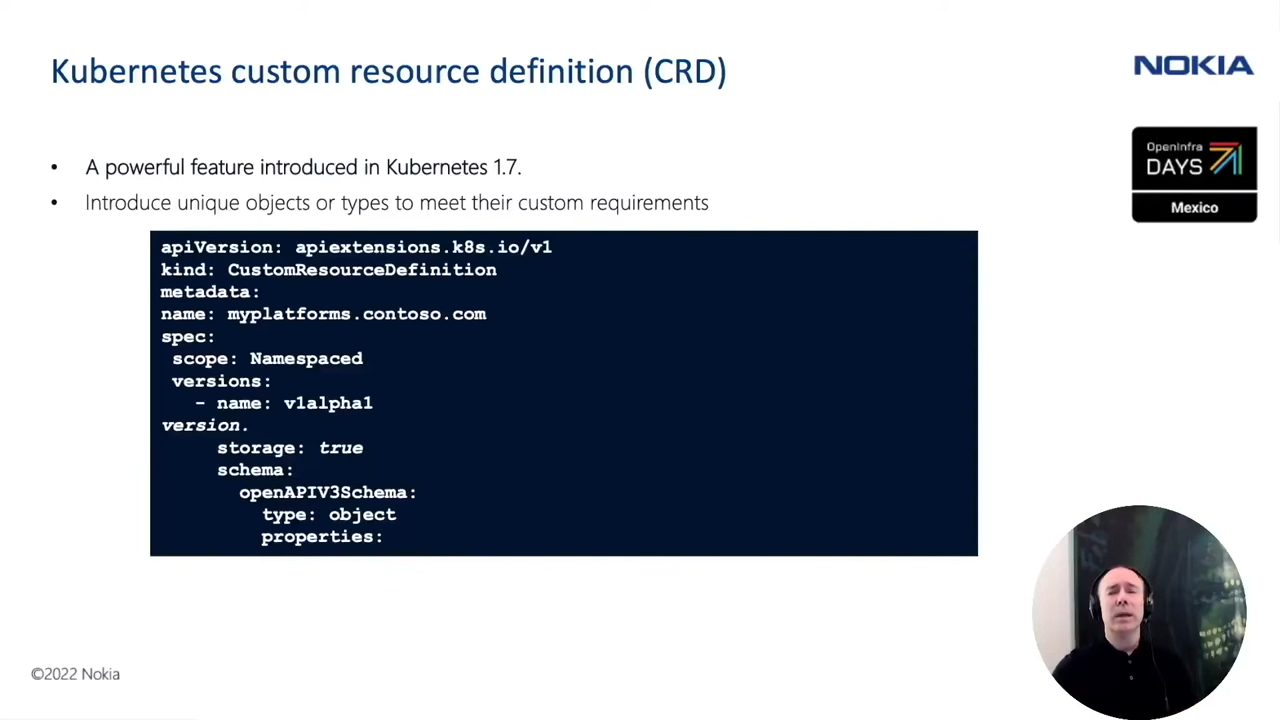 Kubernetes custom resource definition (CRD)
NOKIA
OpenInfra
DAYS
Mexico
• A powerful feature introduced in Kubernetes 1.7.
• Introduce unique objects or types to meet their custom requirements
apiVersion: apiextensions.k8s.io/v1
kind: CustomResourceDefinition
metadata:
name: myplatforms.contoso.com
spec:
scope: Namespaced
versions:
- name: v1alpha1
version.
storage: true
schema:
openAPIV3Schema:
type: object
properties:
©2022 Nokia